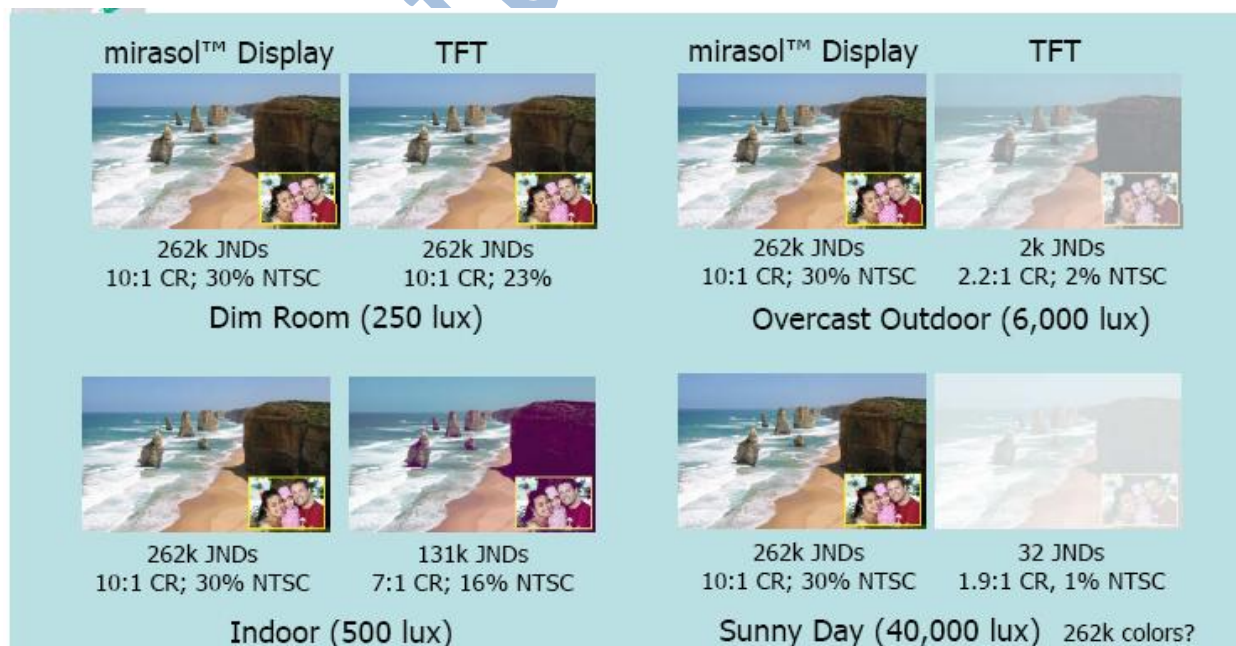 mirasol™ Display TFT
262k JNDs 262k JNDs
10:1 CR; 30% NTSC 10:1 CR; 23%
Dim Room (250 lux)
mirasol™ Display TFT
262k JNDs 2k JNDs
10:1 CR; 30% NTSC 2.2:1 CR; 2% NTSC
Overcast Outdoor (6,000 lux)
262k JNDs 131k JNDs
10:1 CR; 30% NTSC 7:1 CR; 16% NTSC
Indoor (500 lux)
262k JNDs 32 JNDs
10:1 CR; 30% NTSC 1.9:1 CR, 1% NTSC
Sunny Day (40,000 lux) 262k colors?